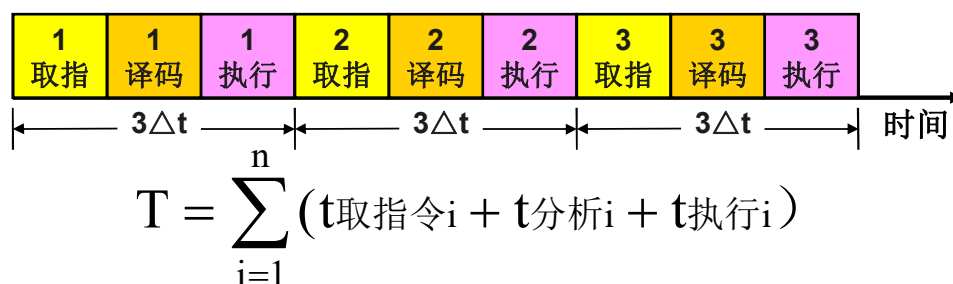 1 1 1 2 2 2 3 3 3
取指 译码 执行 取指 译码 执行 取指 译码 执行
3△t 3△t 3△t 时间
n
T = ∑ (t取指令i + t分析i + t执行i）
i=1